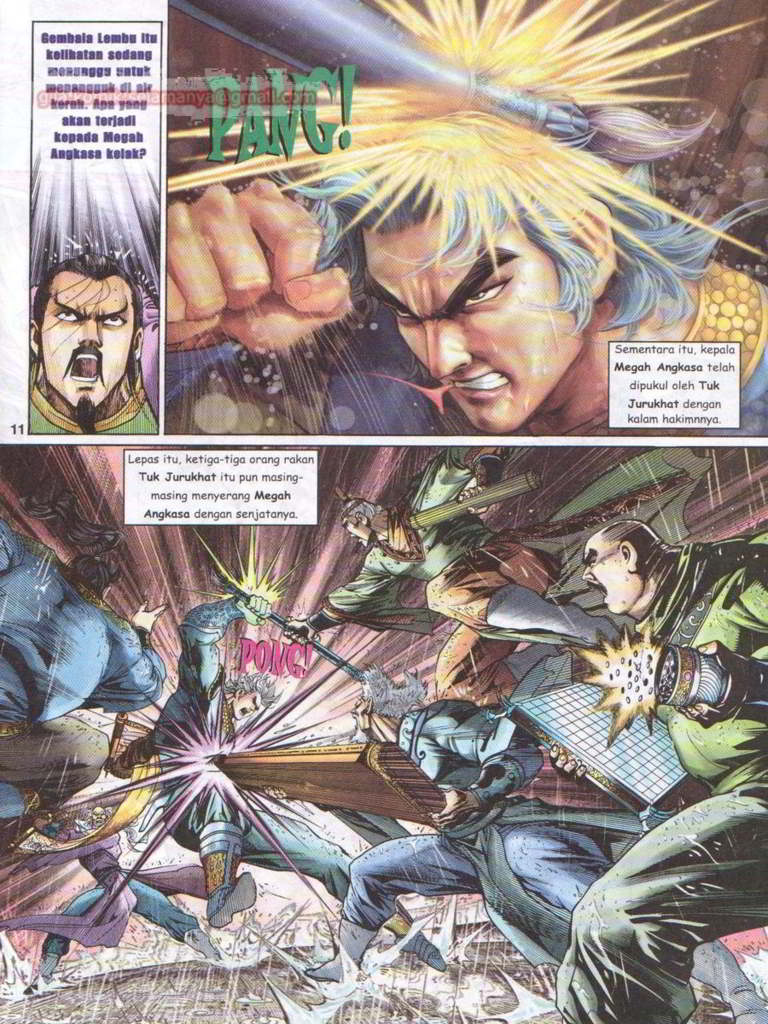 Gembala Lembu itu
kelihatan sedang
menunggu untuk
menangguk di air
keruh. Apa yang
akan terjadi
kepada Megah
Angkasa kelak?
PANG!
Sementara itu, kepala
Megah Angkasa telah
dipukul oleh Tuk
Jurukhat dengan
kalam hakimnnya.
11
Lepas itu, ketiga-tiga orang rakan
Tuk Jurukhat itu pun masing-
masing menyerang Megah
Angkasa dengan senjatanya.
PONG!